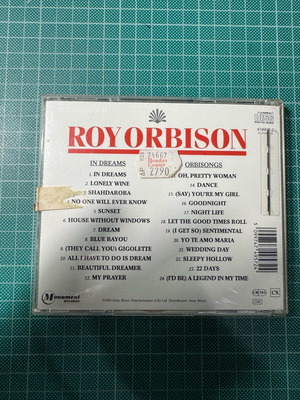 ROY ORBISON
IN DREAMS
1. IN DREAMS
2. LONELY WINE
3. SHAHDAROBA
NO ONE WILL EVER KNOW
5. SUNSET
6. HOUSE WITHOUT WINDOWS
7. DREAM
8. BLUE BAYOU
9. (THEY CALL YOU) GIGOLETTE
10. ALL I HAVE TO DO IS DREAM
11. BEAUTIFUL DREAMER
12. MY PRAYER
ORBISONGS
OH, PRETTY WOMAN
14. DANCE
15. (SAY) YOU'RE MY GIRL
16. GOODNIGHT
17. NIGHT LIFE
18. LET THE GOOD TIMES ROLL
19. (I GET SO) SENTIMENTAL
20. YO TE AMO MARIA
21. WEDDING DAY
22. SLEEPY HOLLOW
23. 22 DAYS
24. (I'D BE) A LEGEND IN MY TIME
2790
Monument